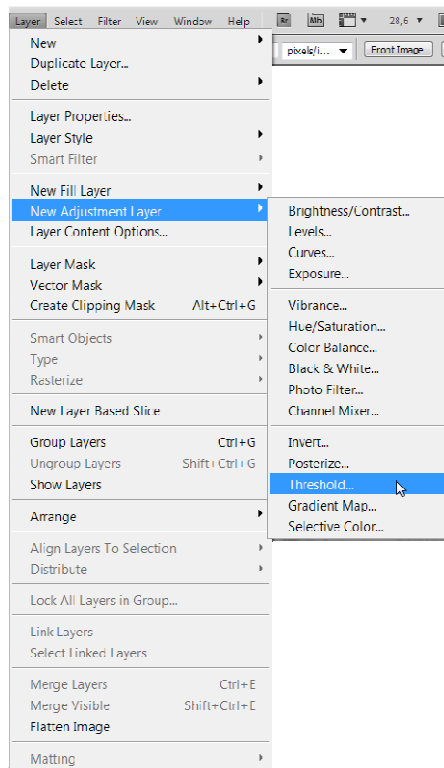 Layer Select Filter View Window Help Br Mb 28,6
pixels/i... Front Image
New
Duplicate Layer...
Delete
Layer Properties...
Layer Style
Smart Filter
New Fill Layer
New Adjustment Layer
Layer Content Options...
Layer Mask
Vector Mask
Create Clipping Mask Alt+Ctrl+G
Smart Objects
Type
Rasterize
New Layer Based Slice
Group Layers Ctrl+G
Ungroup Layers Shift+Ctrl+G
Show Layers
Arrange
Align Layers To Selection
Distribute
Lock All Layers in Group...
Link Layers
Select Linked Layers
Merge Layers Ctrl+E
Merge Visible Shift+Ctrl+E
Flatten Image
Matting
Brightness/Contrast...
Levels...
Curves...
Exposure...
Vibrance...
Hue/Saturation...
Color Balance...
Black & White...
Photo Filter...
Channel Mixer...
Invert...
Posterize...
Threshold...
Gradient Map...
Selective Color...